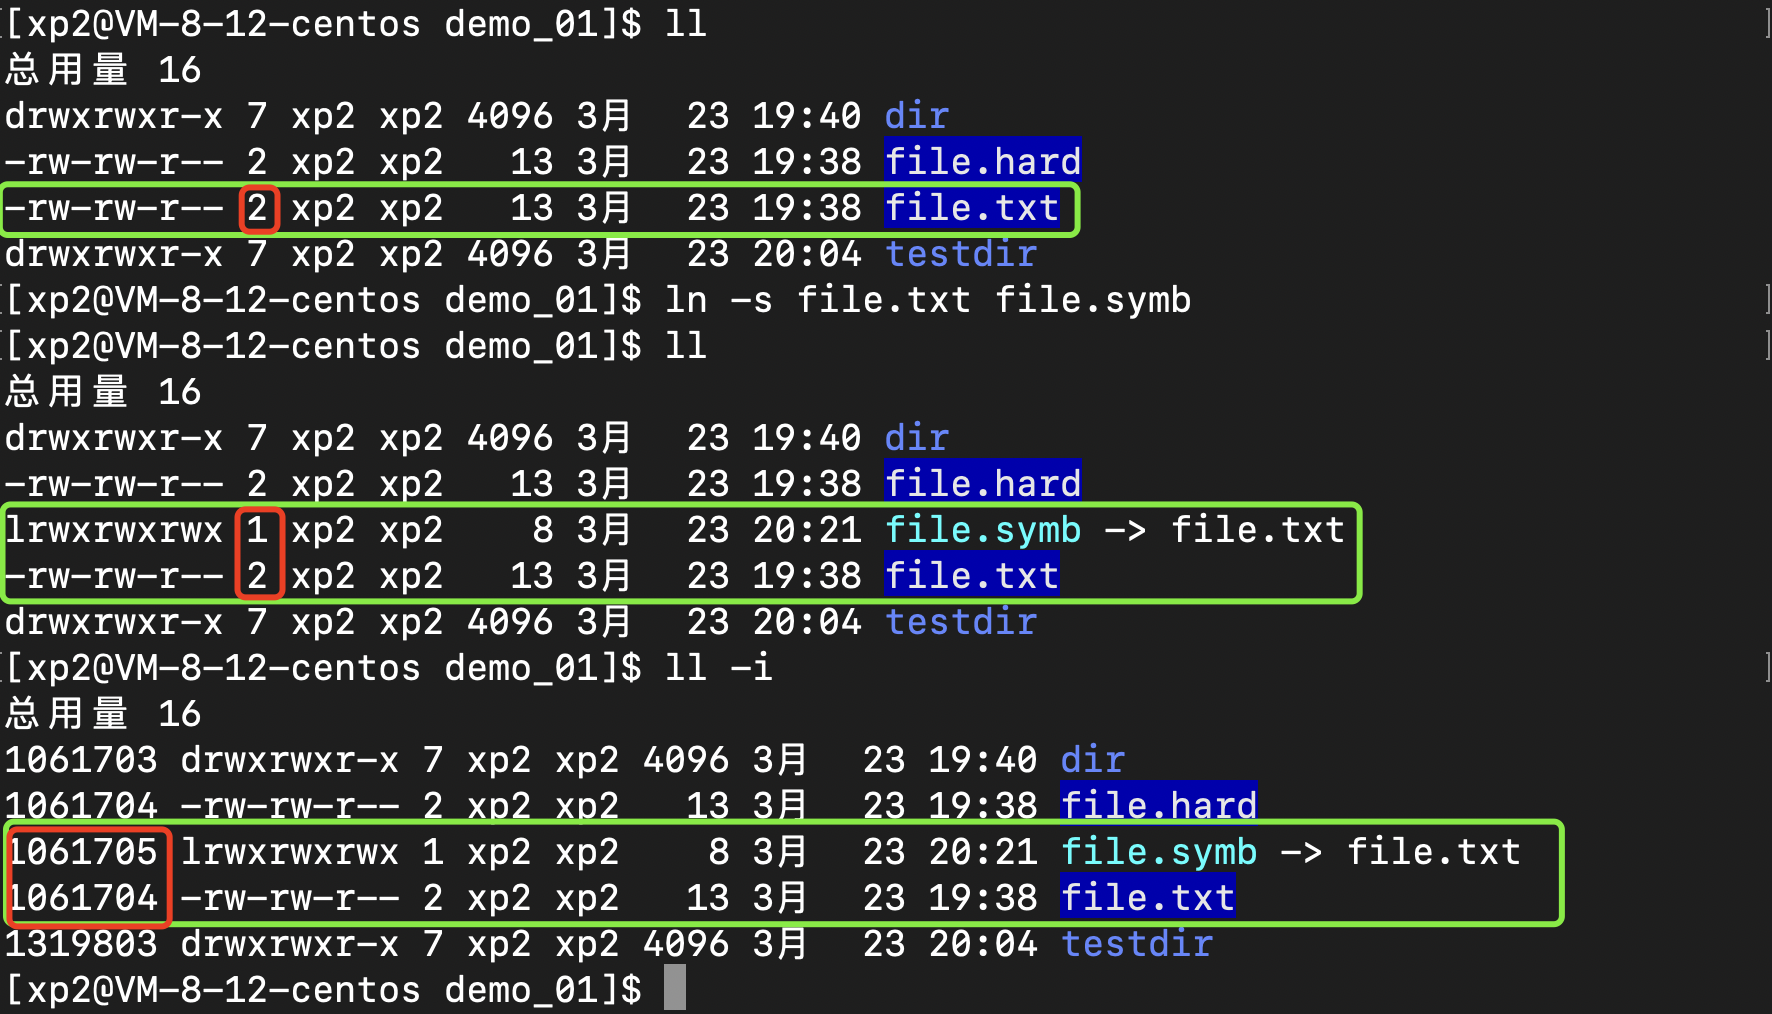 [xp2@VM-8-12-centos demo_01]$ ll
总用量 16
drwxrwxr-x 7 xp2 xp2 4096 3月  23 19:40 dir
-rw-rw-r-- 2 xp2 xp2   13 3月  23 19:38 file.hard
-rw-rw-r-- 2 xp2 xp2   13 3月  23 19:38 file.txt
drwxrwxr-x 7 xp2 xp2 4096 3月  23 20:04 testdir
[xp2@VM-8-12-centos demo_01]$ ln -s file.txt file.symb
[xp2@VM-8-12-centos demo_01]$ ll
总用量 16
drwxrwxr-x 7 xp2 xp2 4096 3月  23 19:40 dir
-rw-rw-r-- 2 xp2 xp2   13 3月  23 19:38 file.hard
lrwxrwxrwx 1 xp2 xp2    8 3月  23 20:21 file.symb -> file.txt
-rw-rw-r-- 2 xp2 xp2   13 3月  23 19:38 file.txt
drwxrwxr-x 7 xp2 xp2 4096 3月  23 20:04 testdir
[xp2@VM-8-12-centos demo_01]$ ll -i
总用量 16
1061703 drwxrwxr-x 7 xp2 xp2 4096 3月  23 19:40 dir
1061704 -rw-rw-r-- 2 xp2 xp2   13 3月  23 19:38 file.hard
1061705 lrwxrwxrwx 1 xp2 xp2    8 3月  23 20:21 file.symb -> file.txt
1061704 -rw-rw-r-- 2 xp2 xp2   13 3月  23 19:38 file.txt
1319803 drwxrwxr-x 7 xp2 xp2 4096 3月  23 20:04 testdir
[xp2@VM-8-12-centos demo_01]$